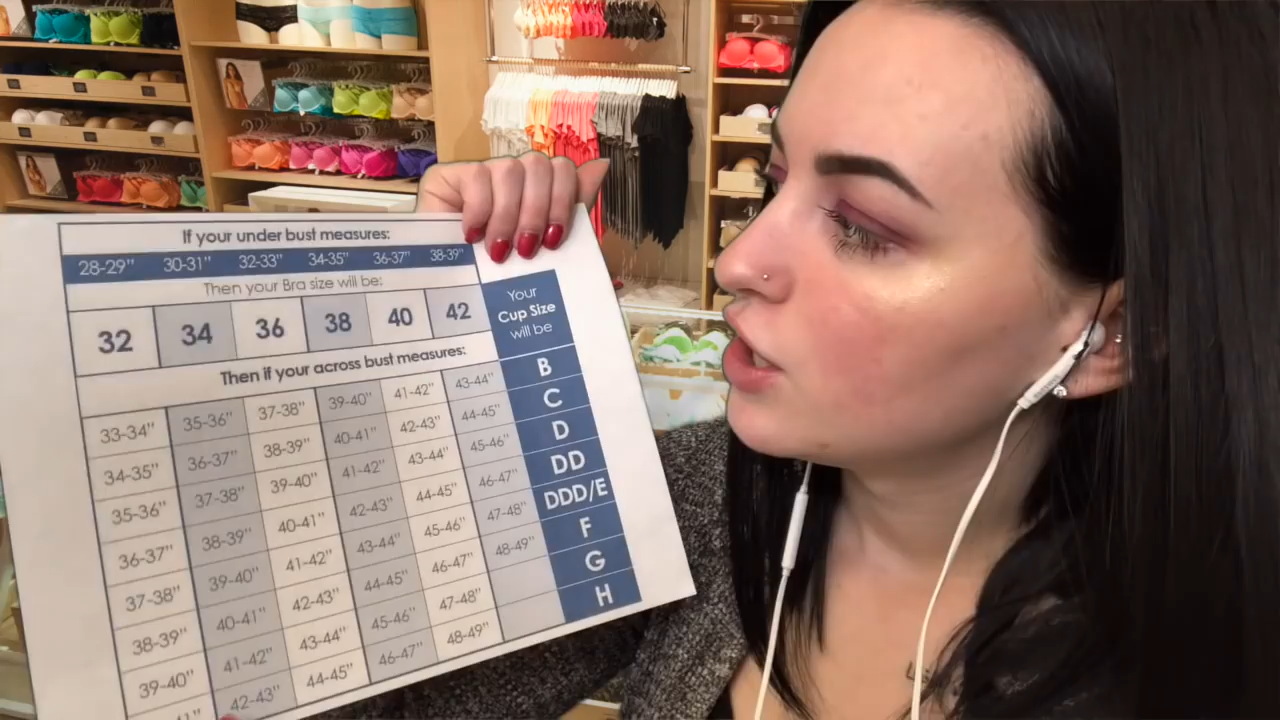 If your under bust measures:
28-29" 30-31" 32-33" 34-35" 36-37" 38-39"
Then your Bra size will be:
32 34 36 38 40 42
Your
Cup Size
will be
Then if your across bust measures:
33-34" 35-36" 37-38" 39-40" 41-42" 43-44" B
34-35" 36-37" 38-39" 40-41" 42-43" 44-45" C
35-36" 37-38" 39-40" 41-42" 43-44" 45-46" D
36-37" 38-39" 40-41" 42-43" 44-45" 46-47" DD
37-38" 39-40" 41-42" 43-44" 45-46" 47-48" DDD/E
38-39" 40-41" 42-43" 44-45" 46-47" 48-49" F
39-40" 41-42" 43-44" 45-46" 47-48" G
42-43" 44-45" 46-47" 48-49" H